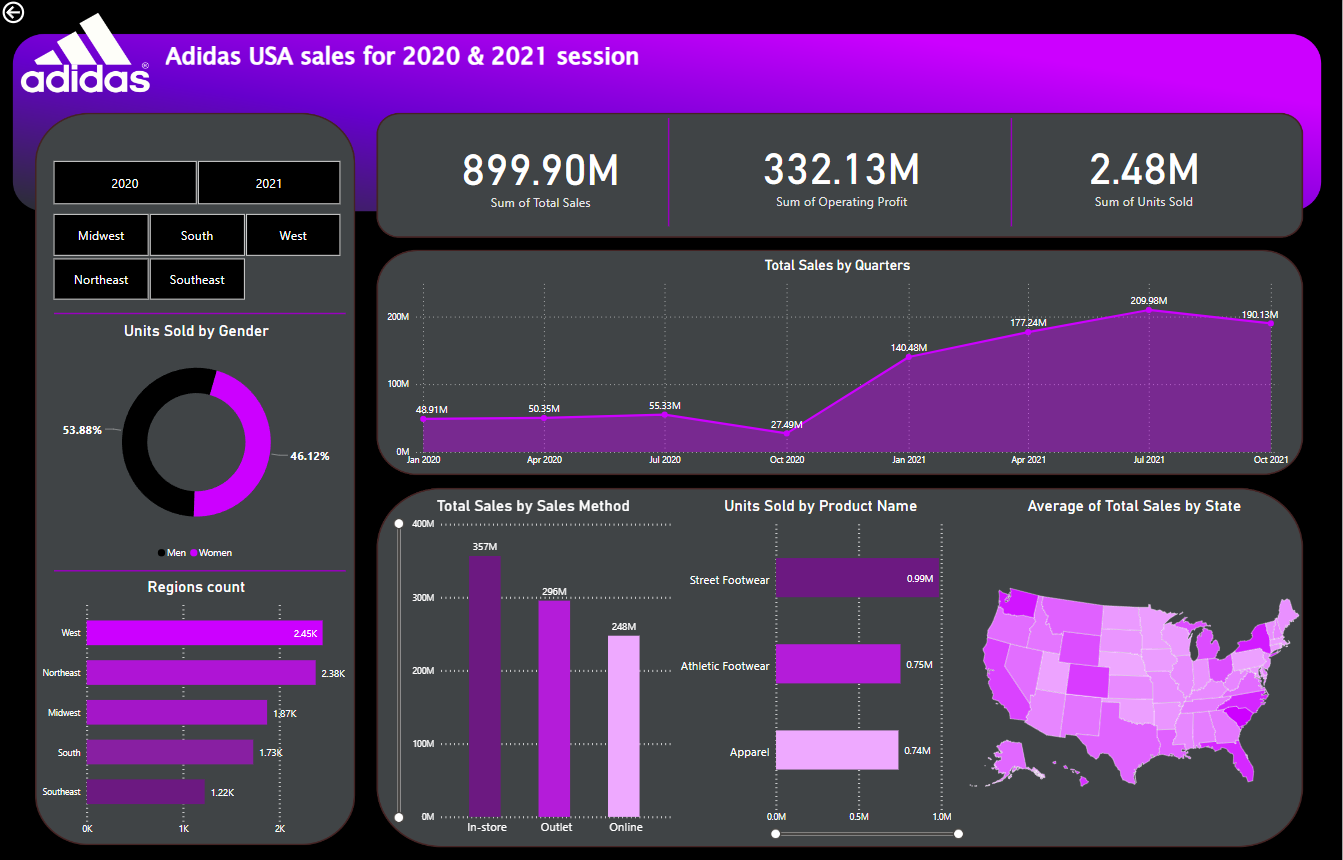 adidas®
Adidas USA sales for 2020 & 2021 session
2020
2021
Midwest
South
West
Northeast
Southeast
899.90M
Sum of Total Sales
332.13M
Sum of Operating Profit
2.48M
Sum of Units Sold
Total Sales by Quarters
200M
100M
0M
48.91M
50.35M
55.33M
27.49M
140.48M
177.24M
209.98M
190.13M
Jan 2020
Apr 2020
Jul 2020
Oct 2020
Jan 2021
Apr 2021
Jul 2021
Oct 2021
Units Sold by Gender
53.88%
46.12%
Men
Women
Regions count
West
2.45K
Northeast
2.38K
Midwest
1.87K
South
1.73K
Southeast
1.22K
0K
1K
2K
Total Sales by Sales Method
400M
300M
200M
100M
0M
357M
296M
248M
In-store
Outlet
Online
Units Sold by Product Name
Street Footwear
0.99M
Athletic Footwear
0.75M
Apparel
0.74M
0.0M
0.5M
1.0M
Average of Total Sales by State